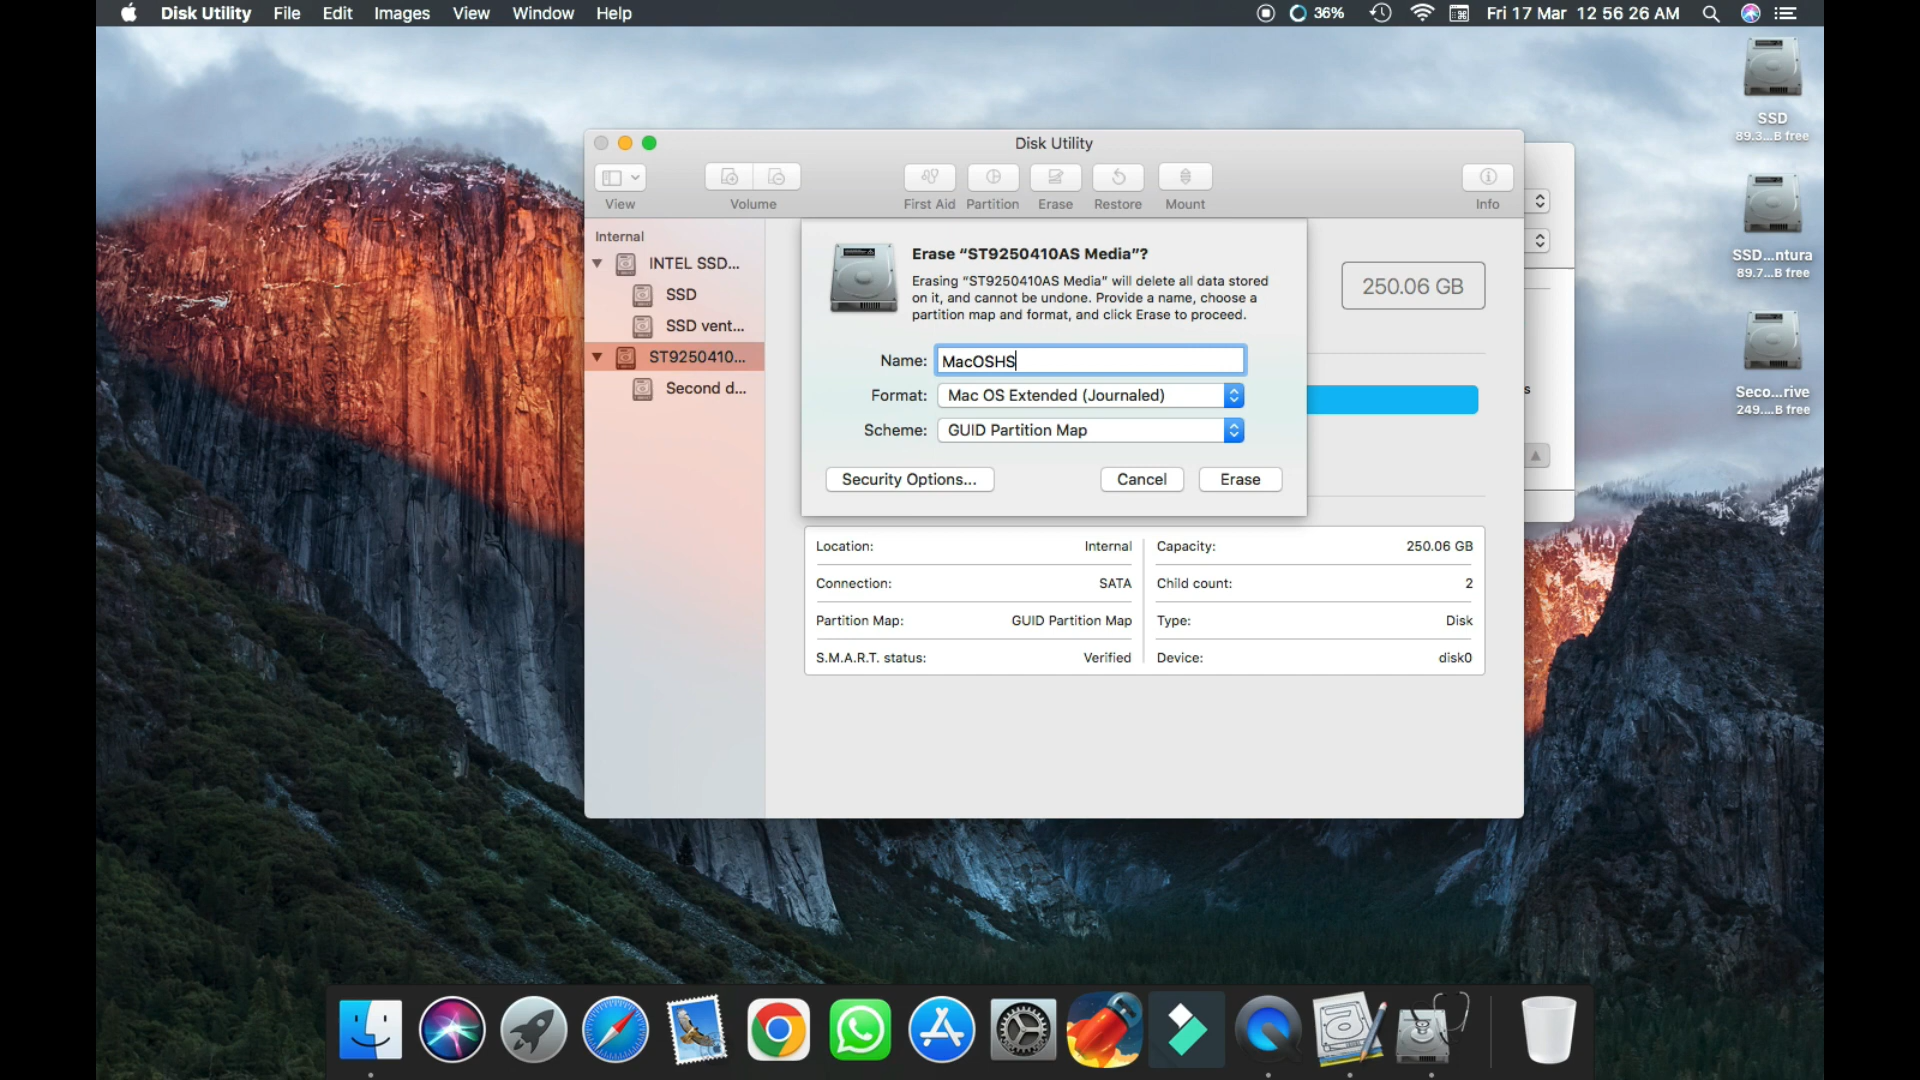 Disk Utility File Edit Images View Window Help 36% Fri 17 Mar 12 56 26 AM
SSD
89.3...B free
SSD...ntura
89.7...B free
Seco...rive
249....B free
Disk Utility
View Volume First Aid Partition Erase Restore Mount Info
Internal
INTEL SSD...
SSD
SSD vent...
ST9250410...
Second d...
Erase “ST9250410AS Media”?
Erasing “ST9250410AS Media” will delete all data stored
on it, and cannot be undone. Provide a name, choose a
partition map and format, and click Erase to proceed.
250.06 GB
Name: MacOSHS
Format: Mac OS Extended (Journaled)
Scheme: GUID Partition Map
Security Options... Cancel Erase
s
Location: Internal Capacity: 250.06 GB
Connection: SATA Child count: 2
Partition Map: GUID Partition Map Type: Disk
S.M.A.R.T. status: Verified Device: disk0